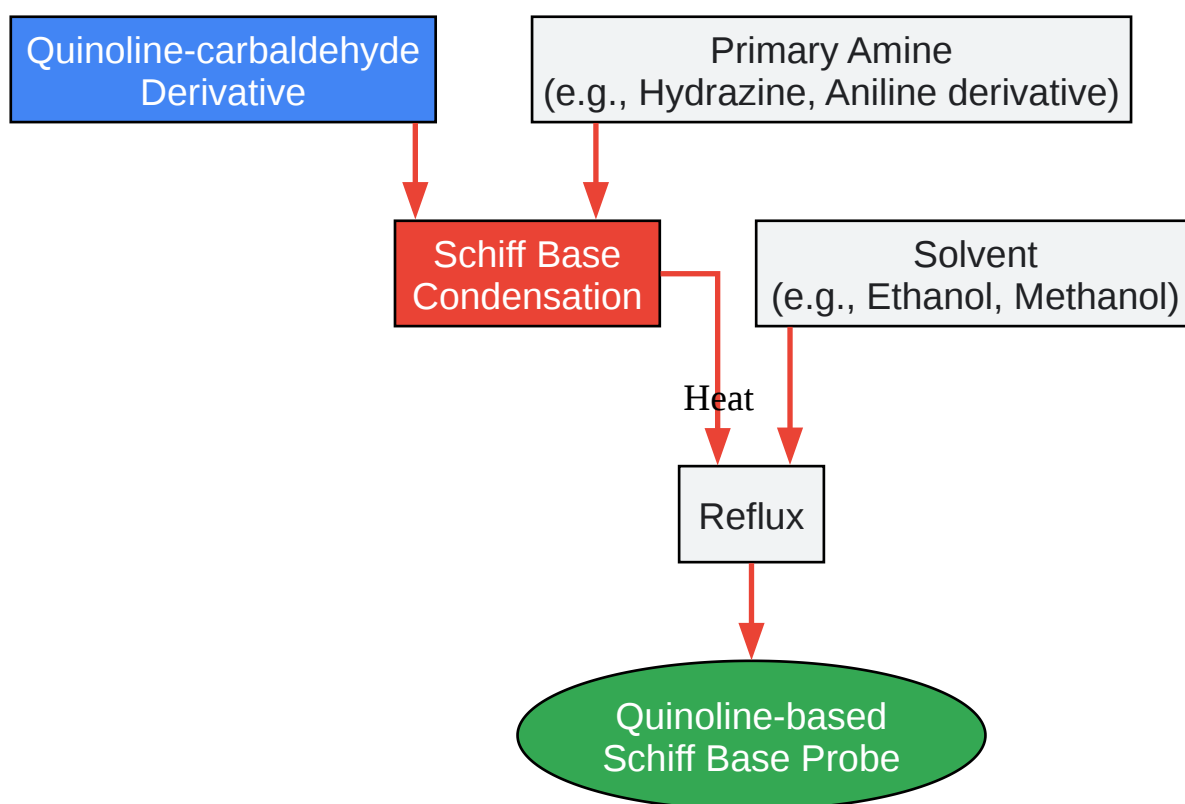 Quinoline-carbaldehyde
Derivative
Primary Amine
(e.g., Hydrazine, Aniline derivative)
Schiff Base
Condensation
Solvent
(e.g., Ethanol, Methanol)
Heat
Reflux
Quinoline-based
Schiff Base Probe